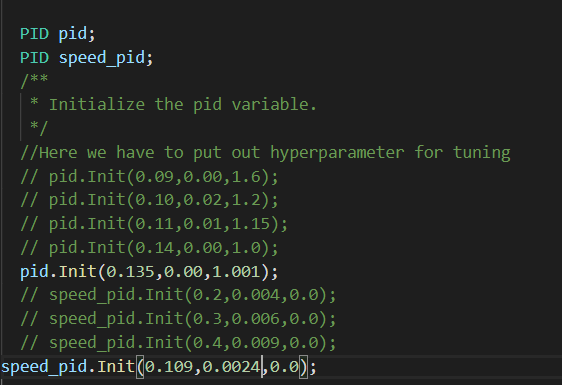 PID pid;
PID speed_pid;
/**
* Initialize the pid variable.
*/
//Here we have to put out hyperparameter for tuning
// pid.Init(0.09,0.00,1.6);
// pid.Init(0.10,0.02,1.2);
// pid.Init(0.11,0.01,1.15);
// pid.Init(0.14,0.00,1.0);
pid.Init(0.135,0.00,1.001);
// speed_pid.Init(0.2,0.004,0.0);
// speed_pid.Init(0.3,0.006,0.0);
// speed_pid.Init(0.4,0.009,0.0);
speed_pid.Init(0.109,0.0024,0.0);